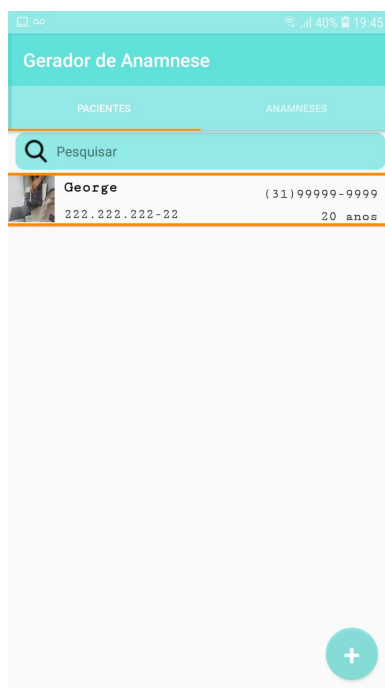 40% 19:45
Gerador de Anamnese
PACIENTES ANAMNESES
Pesquisar
George (31)99999-9999
222.222.222-22 20 anos
+